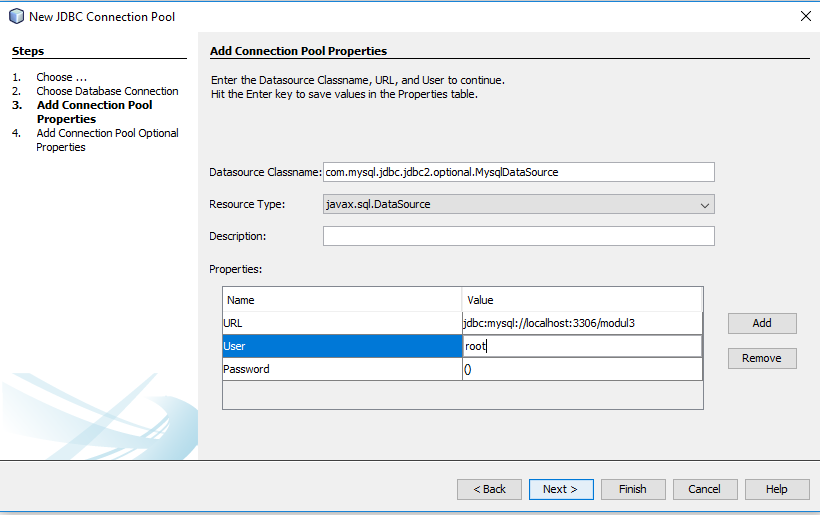 New JDBC Connection Pool
Steps
1. Choose ...
2. Choose Database Connection
3. Add Connection Pool
Properties
4. Add Connection Pool Optional
Properties
Add Connection Pool Properties
Enter the Datasource Classname, URL, and User to continue.
Hit the Enter key to save values in the Properties table.
Datasource Classname: com.mysql.jdbc.jdbc2.optional.MysqlDataSource
Resource Type: javax.sql.DataSource
Description:
Properties:
Name Value
URL jdbc:mysql://localhost:3306/modul3
User root
Password ()
Add
Remove
< Back Next > Finish Cancel Help